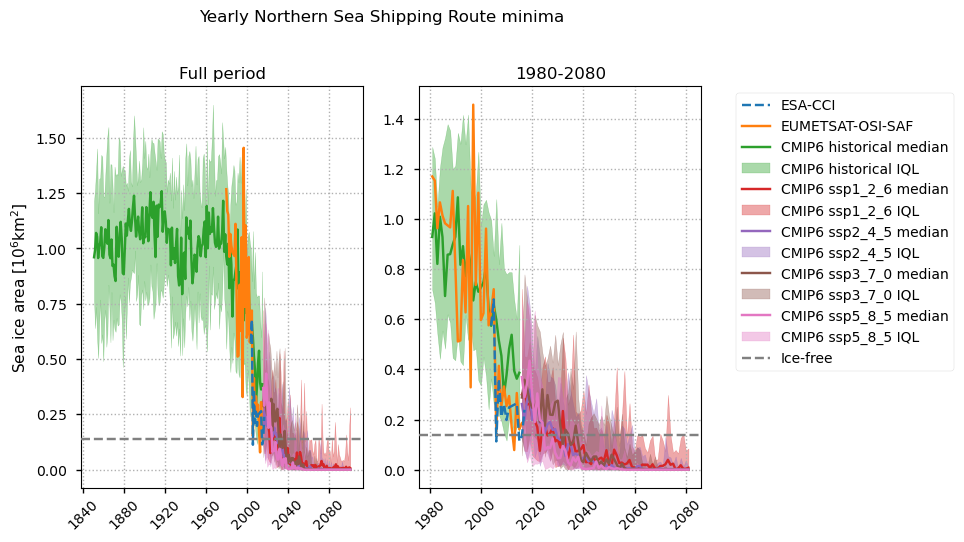 Yearly Northern Sea Shipping Route minima
Full period
1980-2080
Sea ice area [10⁶km²]
1.50
1.25
1.00
0.75
0.50
0.25
0.00
1840
1880
1920
1960
2000
2040
2080
1.4
1.2
1.0
0.8
0.6
0.4
0.2
0.0
1980
2000
2020
2040
2060
2080
ESA-CCI
EUMETSAT-OSI-SAF
CMIP6 historical median
CMIP6 historical IQL
CMIP6 ssp1_2_6 median
CMIP6 ssp1_2_6 IQL
CMIP6 ssp2_4_5 median
CMIP6 ssp2_4_5 IQL
CMIP6 ssp3_7_0 median
CMIP6 ssp3_7_0 IQL
CMIP6 ssp5_8_5 median
CMIP6 ssp5_8_5 IQL
Ice-free